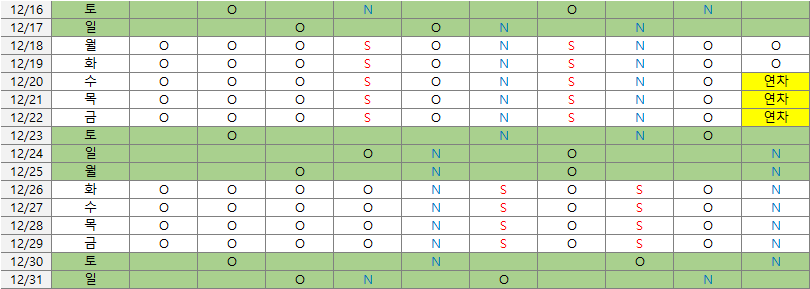 12/16 토 O N O N
12/17 일 O O N N
12/18 월 O O O S O N S N O O
12/19 화 O O O S O N S N O O
12/20 수 O O O S O N S N O 연차
12/21 목 O O O S O N S N O 연차
12/22 금 O O O S O N S N O 연차
12/23 토 O N N O
12/24 일 O N O N
12/25 월 O N O N
12/26 화 O O O O N S O S O N
12/27 수 O O O O N S O S O N
12/28 목 O O O O N S O S O N
12/29 금 O O O O N S O S O N
12/30 토 O N O N
12/31 일 O N O N